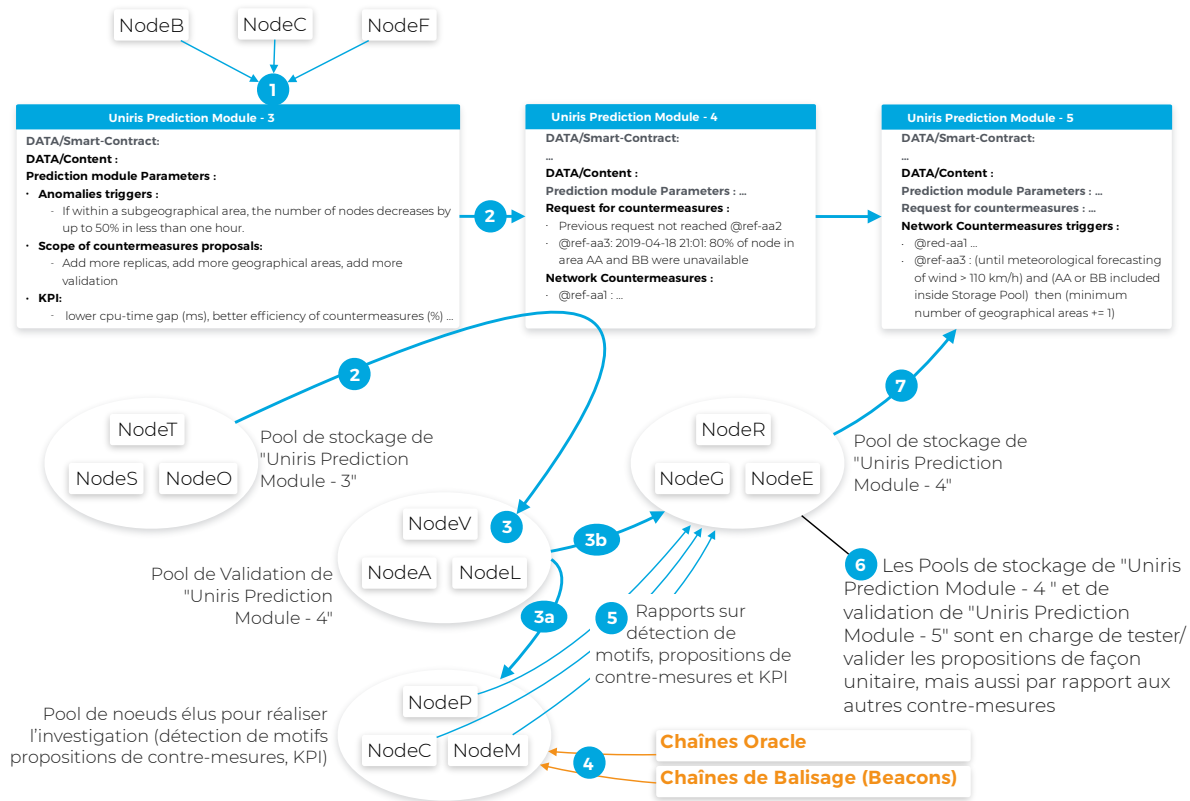 NodeB
NodeC
NodeF
1
Uniris Prediction Module - 3
DATA/Smart-Contract:
DATA/Content :
Prediction module Parameters :
· Anomalies triggers :
- If within a subgeographical area, the number of nodes decreases by
up to 50% in less than one hour.
· Scope of countermeasures proposals:
- Add more replicas, add more geographical areas, add more
validation
· KPI:
- lower cpu-time gap (ms), better efficiency of countermeasures (%) ...
2
Uniris Prediction Module - 4
DATA/Smart-Contract:
...
DATA/Content :
Prediction module Parameters : ...
Request for countermeasures :
- Previous request not reached @ref-aa2
- @ref-aa3: 2019-04-18 21:01: 80% of node in
area AA and BB were unavailable
Network Countermeasures :
- @ref-aa1 : ...
Uniris Prediction Module - 5
DATA/Smart-Contract:
...
DATA/Content :
Prediction module Parameters : ...
Request for countermeasures : ...
Network Countermeasures triggers :
- @red-aa1 ...
- @ref-aa3 : (until meteorological forecasting
of wind > 110 km/h) and (AA or BB included
inside Storage Pool) then (minimum
number of geographical areas += 1)
2
7
NodeT
NodeS
NodeO
Pool de stockage de
"Uniris Prediction
Module - 3"
NodeR
NodeG
NodeE
Pool de stockage de
"Uniris Prediction
Module - 4"
NodeV
3
NodeA
NodeL
Pool de Validation de
"Uniris Prediction
Module - 4"
3b
3a
5 Rapports sur
détection de
motifs, propositions de
contre-mesures et KPI
6 Les Pools de stockage de "Uniris
Prediction Module - 4 " et de
validation de "Uniris Prediction
Module - 5" sont en charge de tester/
valider les propositions de façon
unitaire, mais aussi par rapport aux
autres contre-mesures
NodeP
NodeC
NodeM
Pool de noeuds élus pour réaliser
l'investigation (détection de motifs
propositions de contre-mesures, KPI)
4
Chaînes Oracle
Chaînes de Balisage (Beacons)